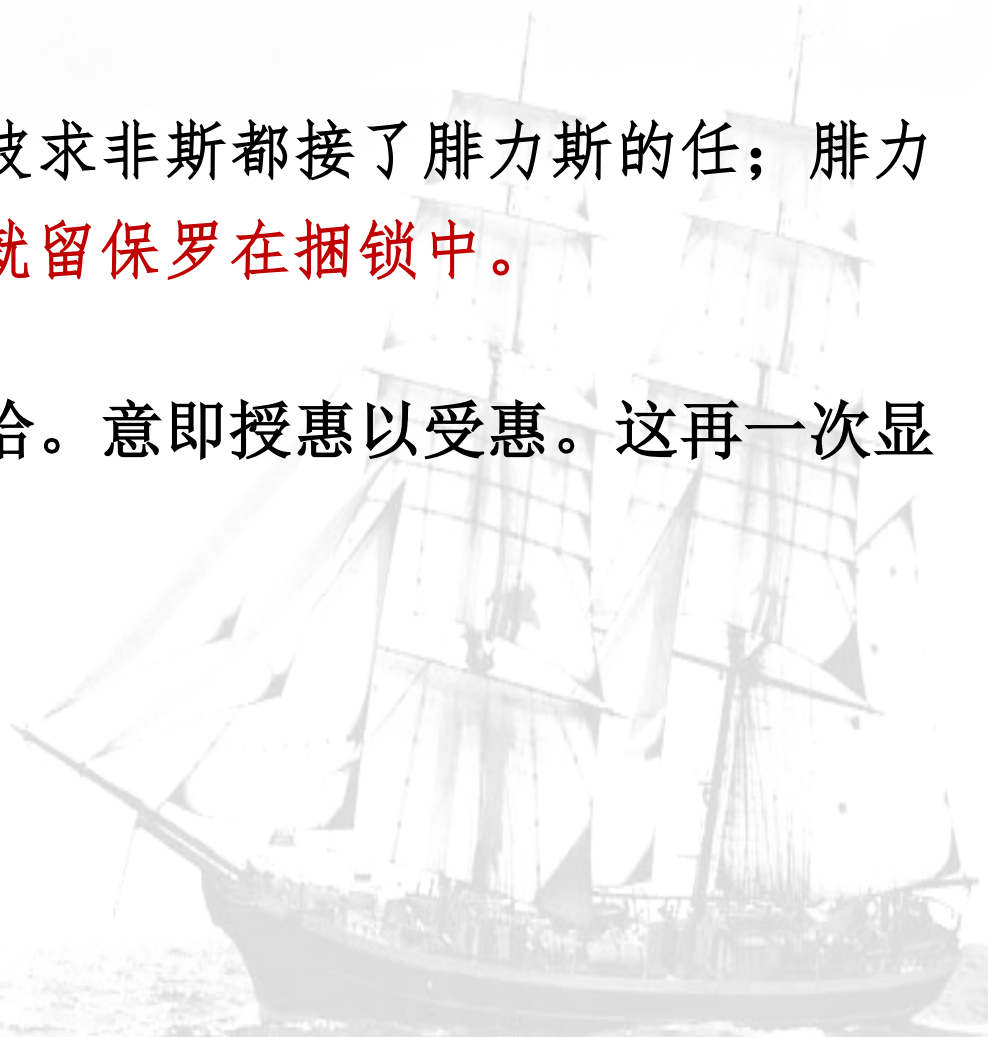 波求非斯都接了腓力斯的任；腓力
就留保罗在捆锁中。
。意即授惠以受惠。这再一次显